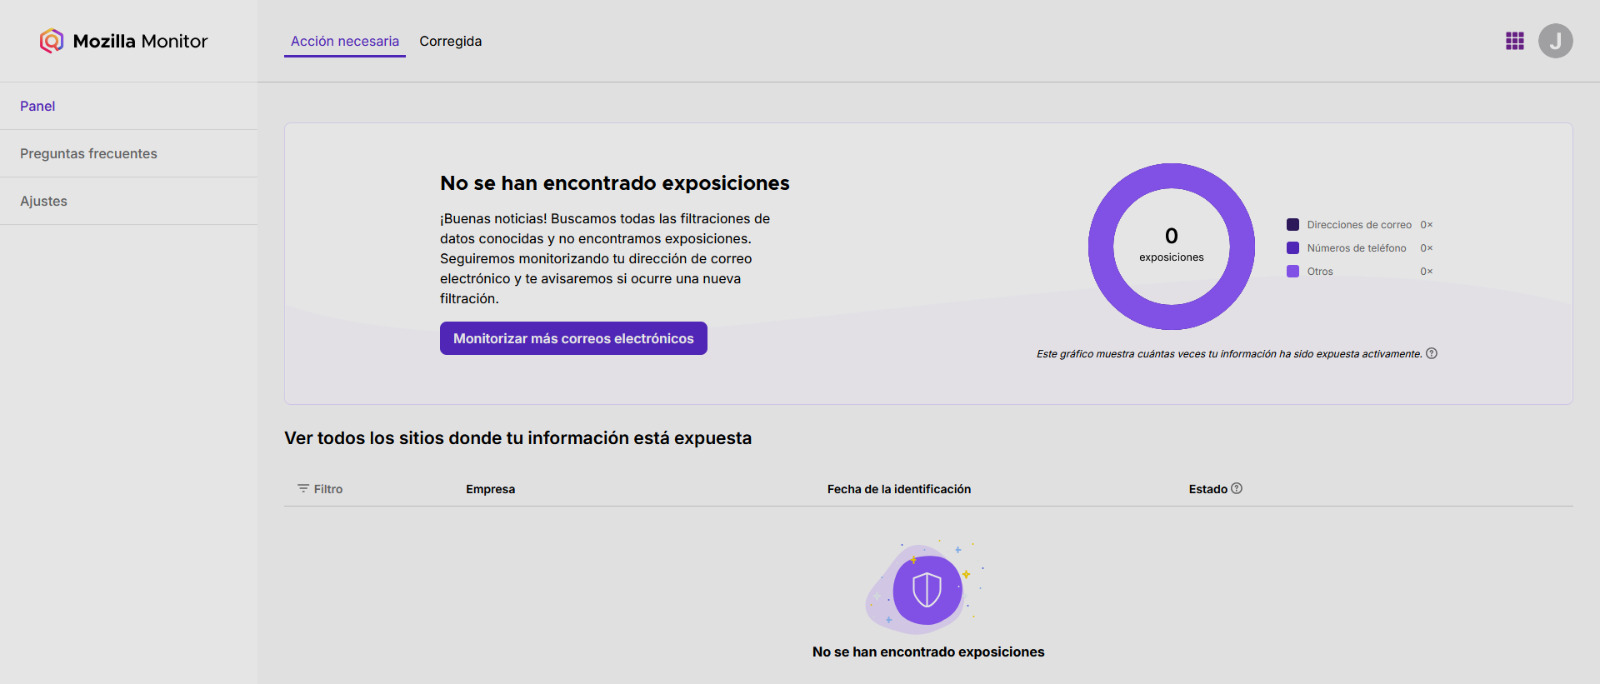 Mozilla Monitor
Acción necesaria
Corregida
J
Panel
Preguntas frecuentes
Ajustes
No se han encontrado exposiciones
¡Buenas noticias! Buscamos todas las filtraciones de
datos conocidas y no encontramos exposiciones.
Seguiremos monitorizando tu dirección de correo
electrónico y te avisaremos si ocurre una nueva
filtración.
Monitorizar más correos electrónicos
0
exposiciones
Direcciones de correo 0×
Números de teléfono 0×
Otros 0×
Este gráfico muestra cuántas veces tu información ha sido expuesta activamente. ?
Ver todos los sitios donde tu información está expuesta
Filtro Empresa Fecha de la identificación Estado ?
No se han encontrado exposiciones